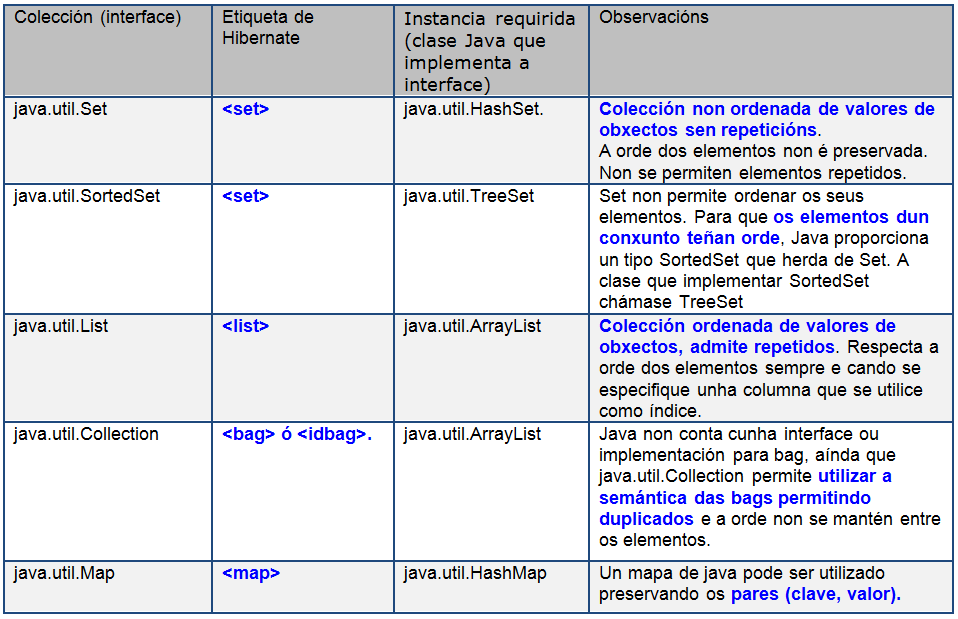 Colección (interface)
Etiqueta de
Hibernate
Instancia requirida
(clase Java que
implementa a
interface)
Observacións
java.util.Set
<set>
java.util.HashSet.
Colección non ordenada de valores de
obxectos sen repeticións.
A orde dos elementos non é preservada.
Non se permiten elementos repetidos.
java.util.SortedSet
<set>
java.util.TreeSet
Set non permite ordenar os seus
elementos. Para que os elementos dun
conxunto teñan orde, Java proporciona
un tipo SortedSet que herda de Set. A
clase que implementar SortedSet
chámase TreeSet
java.util.List
<list>
java.util.ArrayList
Colección ordenada de valores de
obxectos, admite repetidos. Respecta a
orde dos elementos sempre e cando se
especifique unha columna que se utilice
como índice.
java.util.Collection
<bag> ó <idbag>.
java.util.ArrayList
Java non conta cunha interface ou
implementación para bag, aínda que
java.util.Collection permite utilizar a
semántica das bags permitindo
duplicados e a orde non se mantén entre
os elementos.
java.util.Map
<map>
java.util.HashMap
Un mapa de java pode ser utilizado
preservando os pares (clave, valor).